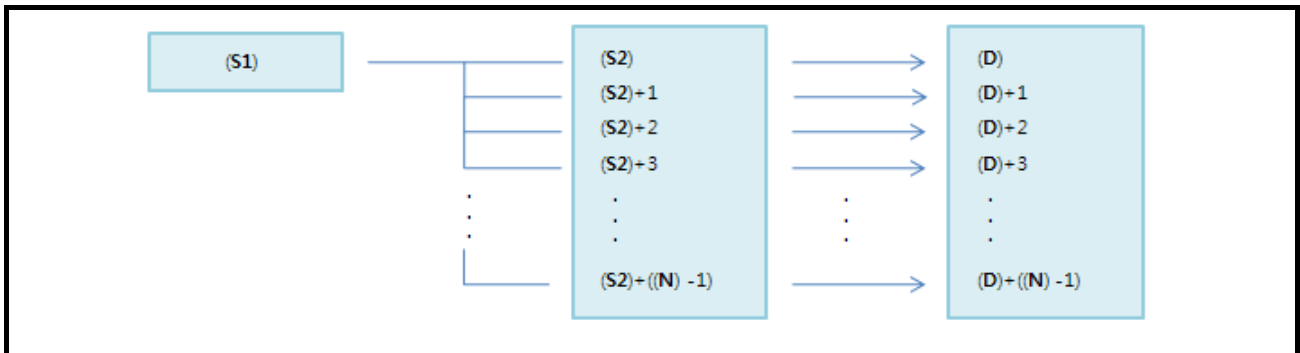 (S1)
(S2)
(D)
(S2)+1
(D)+1
(S2)+2
(D)+2
(S2)+3
(D)+3
(S2)+((N) -1)
(D)+((N) -1)